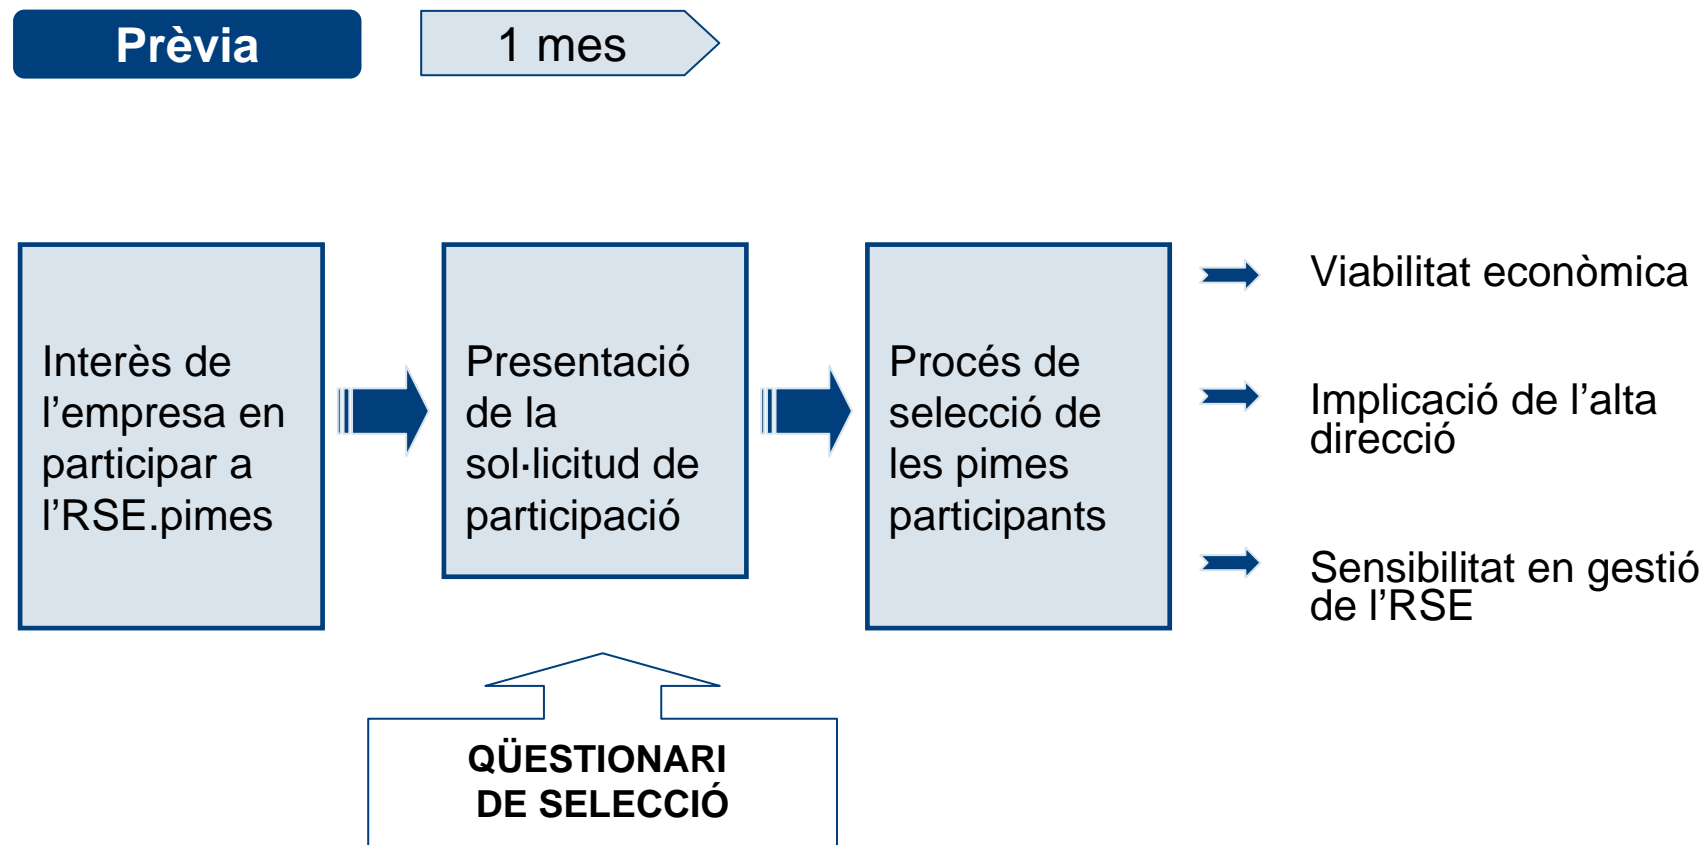 Prèvia
1 mes
Interès de
l’empresa en
participar a
l’RSE.pimes
Presentació
de la
sol·licitud de
participació
Procés de
selecció de
les pimes
participants
Viabilitat econòmica
Implicació de l’alta
direcció
Sensibilitat en gestió
de l’RSE
QÜESTIONARI
DE SELECCIÓ